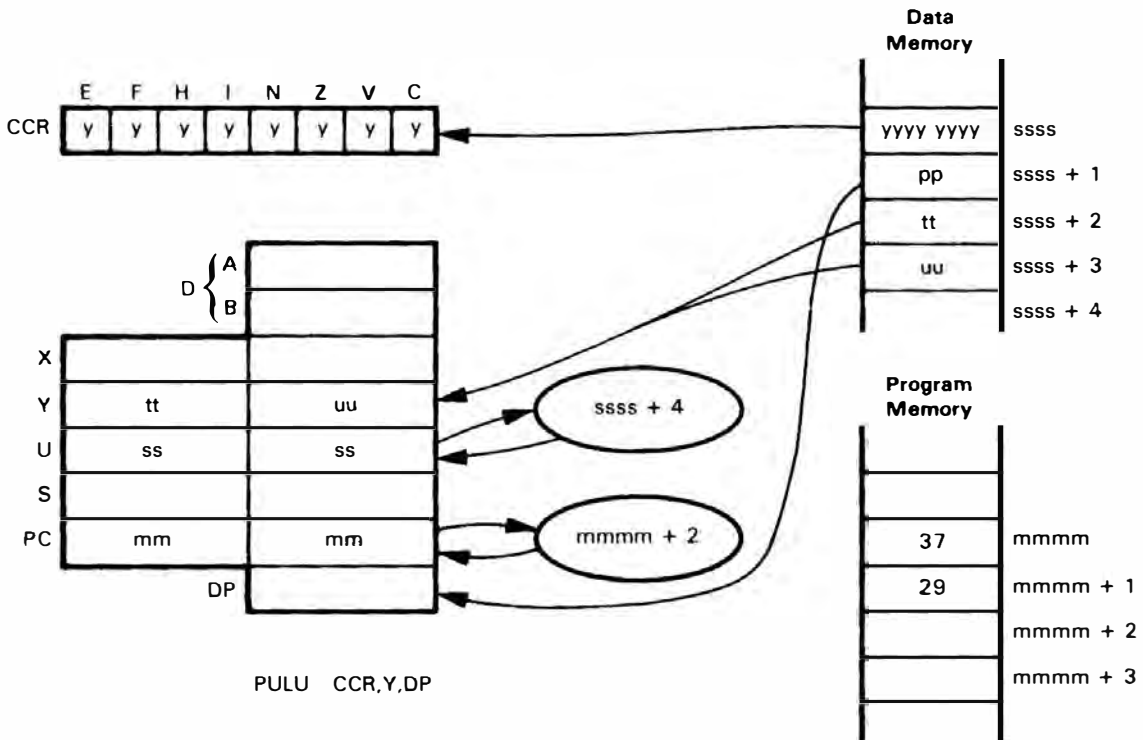 Data
Memory
E F H I N Z V C
CCR y y y y y y y y
yyyy yyyy ssss
pp ssss + 1
tt ssss + 2
uu ssss + 3
ssss + 4
D { A
B
X
Y tt uu
U ss ss
S
PC mm mm
DP
ssss + 4
mmmm + 2
Program
Memory
37 mmmm
29 mmmm + 1
mmmm + 2
mmmm + 3
PULU CCR,Y,DP